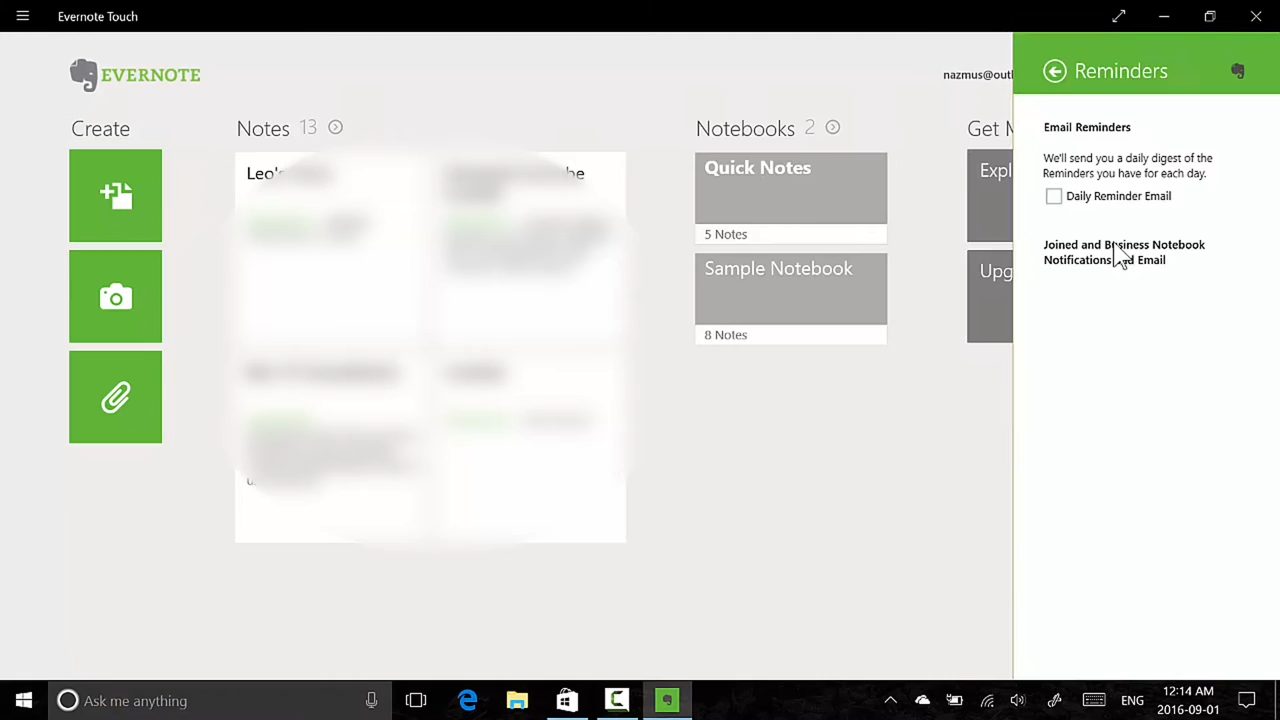 Evernote Touch
EVERNOTE
nazmus@outl
Create
Notes 13
Leo's
he
Notebooks 2
Quick Notes
5 Notes
Sample Notebook
8 Notes
Get M
Expl
Upg
Reminders
Email Reminders
We'll send you a daily digest of the
Reminders you have for each day.
Daily Reminder Email
Joined and Business Notebook
Notifications and Email
Ask me anything
ENG
12:14 AM
2016-09-01